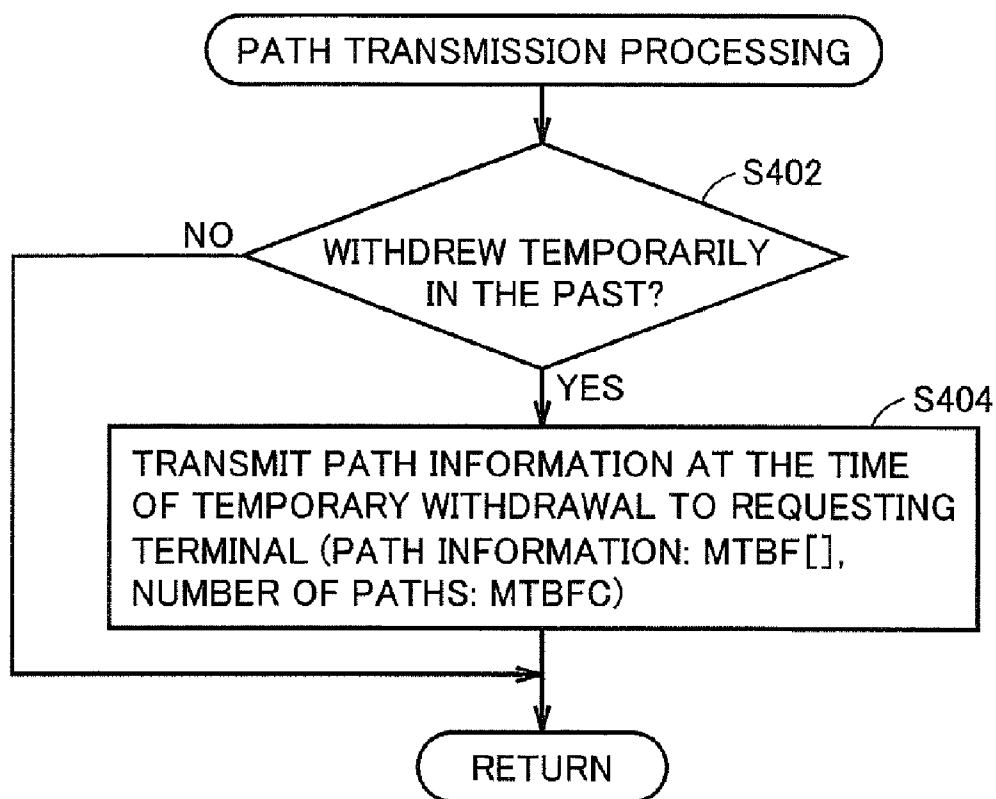 PATH TRANSMISSION PROCESSING
S402
NO
WITHDREW TEMPORARILY
IN THE PAST?
YES
S404
TRANSMIT PATH INFORMATION AT THE TIME
OF TEMPORARY WITHDRAWAL TO REQUESTING
TERMINAL (PATH INFORMATION: MTBF[],
NUMBER OF PATHS: MTBFC)
RETURN